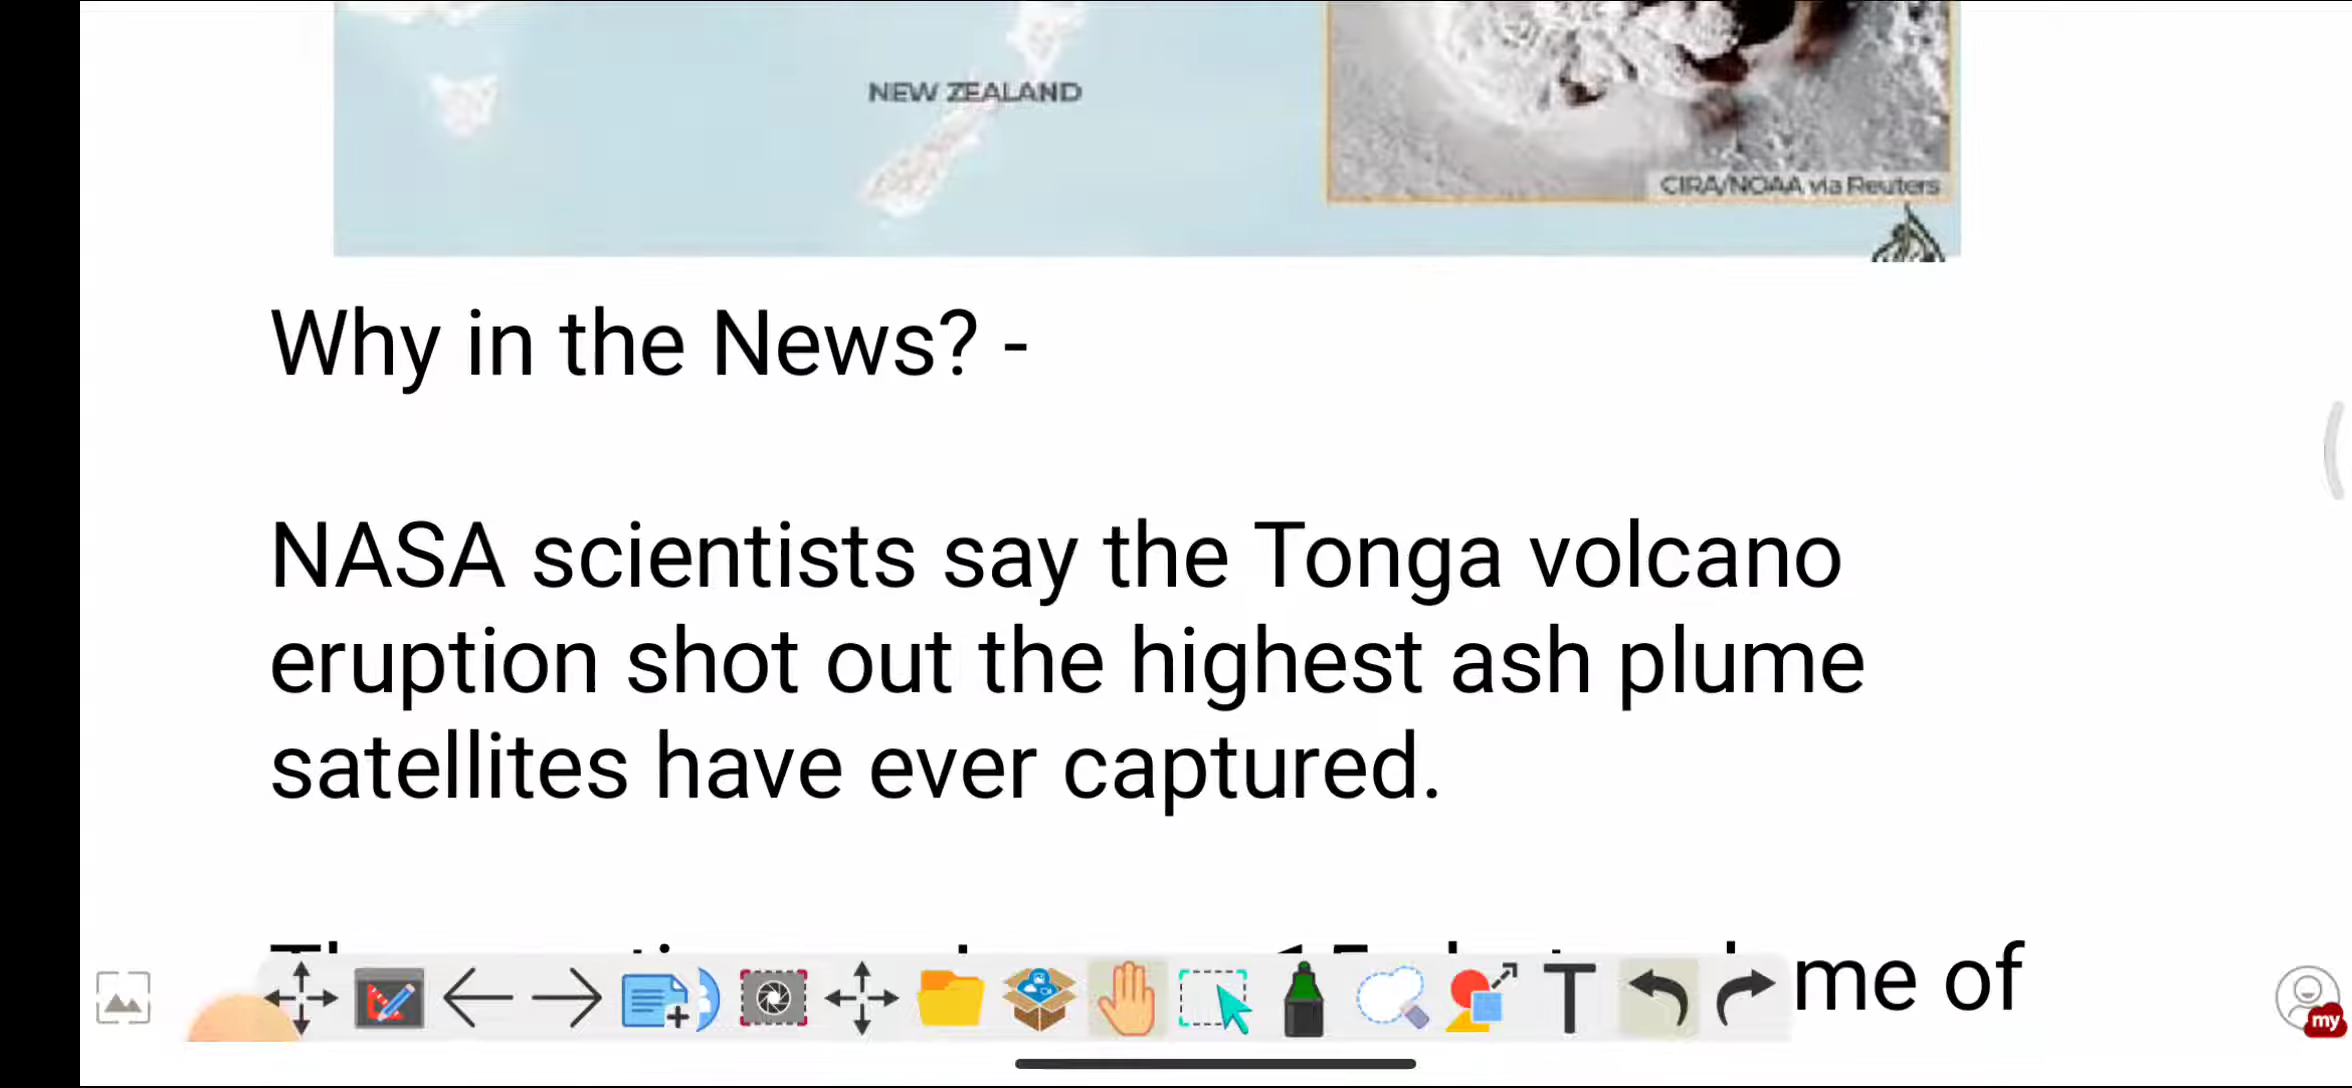 NEW ZEALAND
CIRA/NOAA via Reuters
Why in the News? -
NASA scientists say the Tonga volcano
eruption shot out the highest ash plume
satellites have ever captured.
me of
my